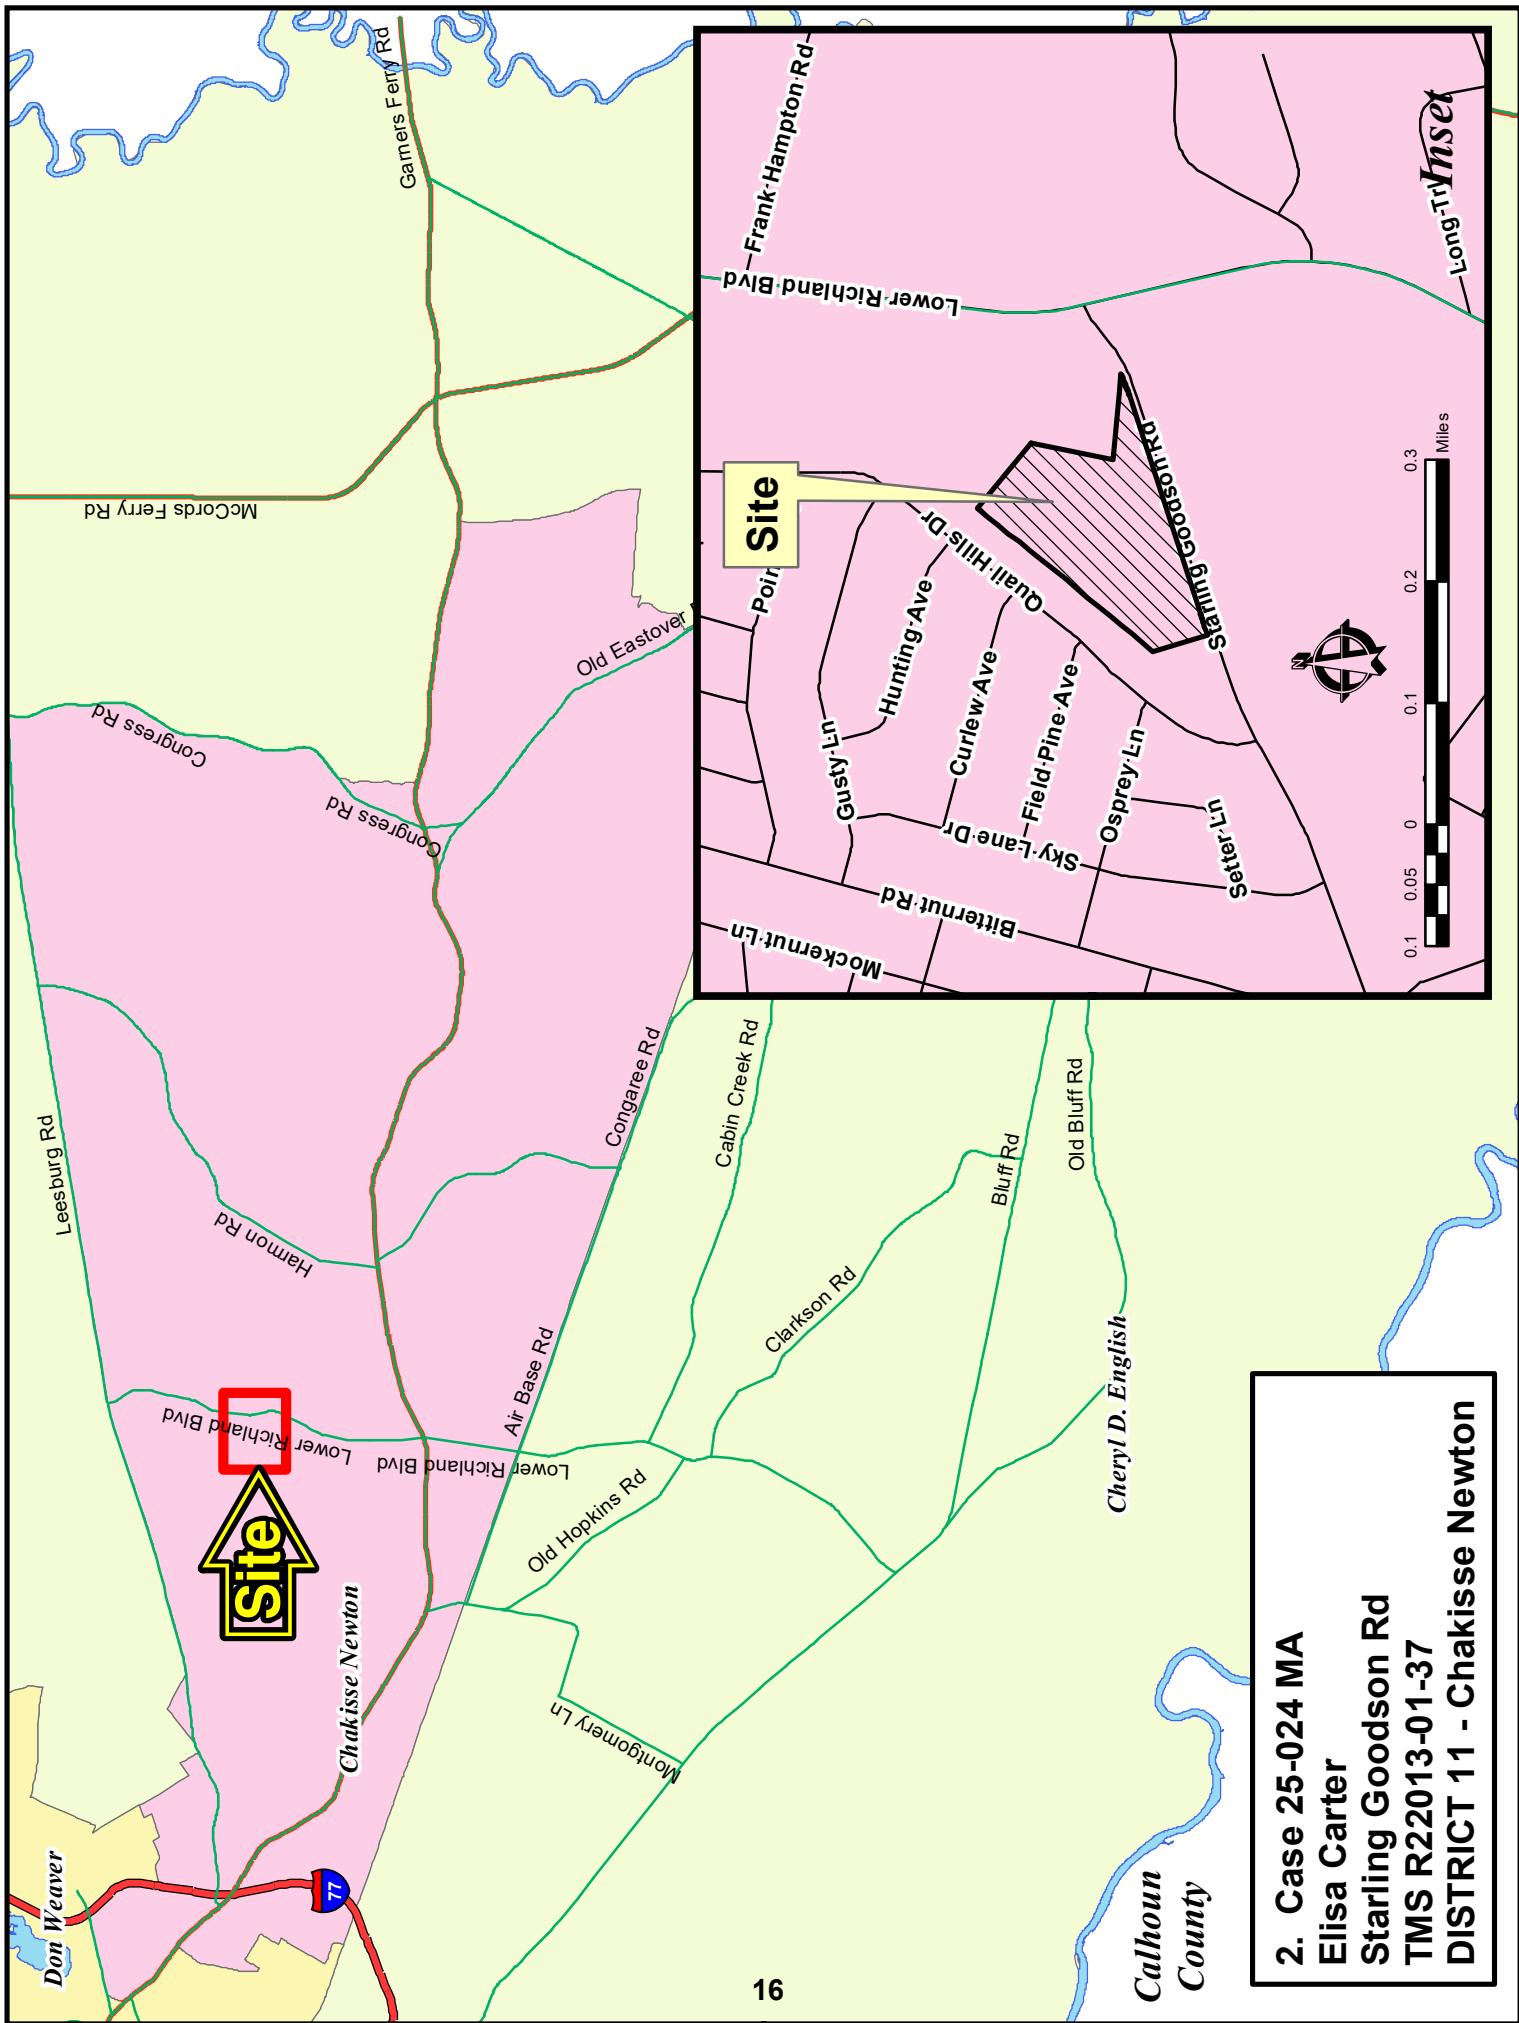 Don Weaver
77
Chakisse Newton
Site
Leesburg Rd
Lower Richland Blvd
Lower Richland Blvd
Harmon Rd
Congress Rd
Congress Rd
McCords Ferry Rd
Garners Ferry Rd
Old Eastover
Air Base Rd
Congaree Rd
Old Hopkins Rd
Montgomery Ln
Cabin Creek Rd
Clarkson Rd
Bluff Rd
Old Bluff Rd
Cheryl D. English
Calhoun
County
Frank Hampton Rd
Lower Richland Blvd
Site
Poin
Hunting Ave
Quail Hills Dr
Gusty Ln
Curlew Ave
Field Pine Ave
Sky Lane Dr
Osprey Ln
Setter Ln
Bitternut Rd
Mockernut Ln
Starling Goodson Rd
Long Trl
Inset
N
0.1 0.05 0 0.1 0.2 0.3
Miles
2. Case 25-024 MA
Elisa Carter
Starling Goodson Rd
TMS R22013-01-37
DISTRICT 11 - Chakisse Newton
16